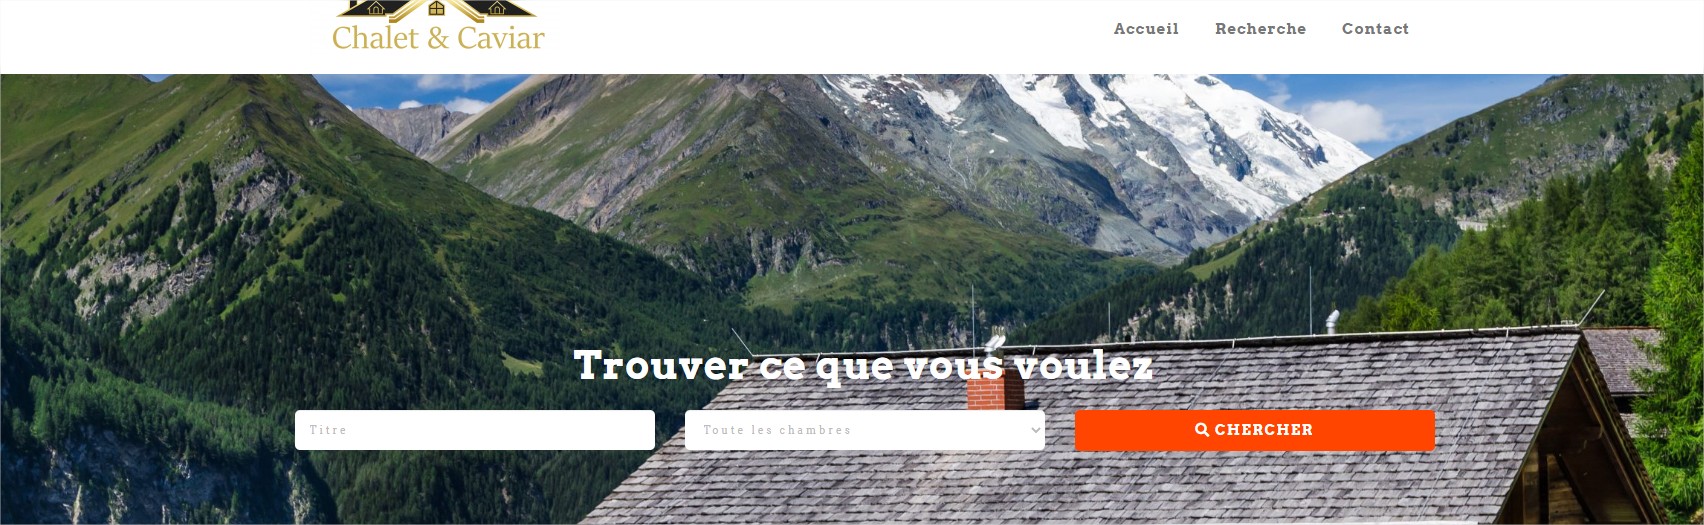 Chalet & Caviar
Accueil Recherche Contact
Trouver ce que vous voulez
Titre
Toute les chambres
CHERCHER